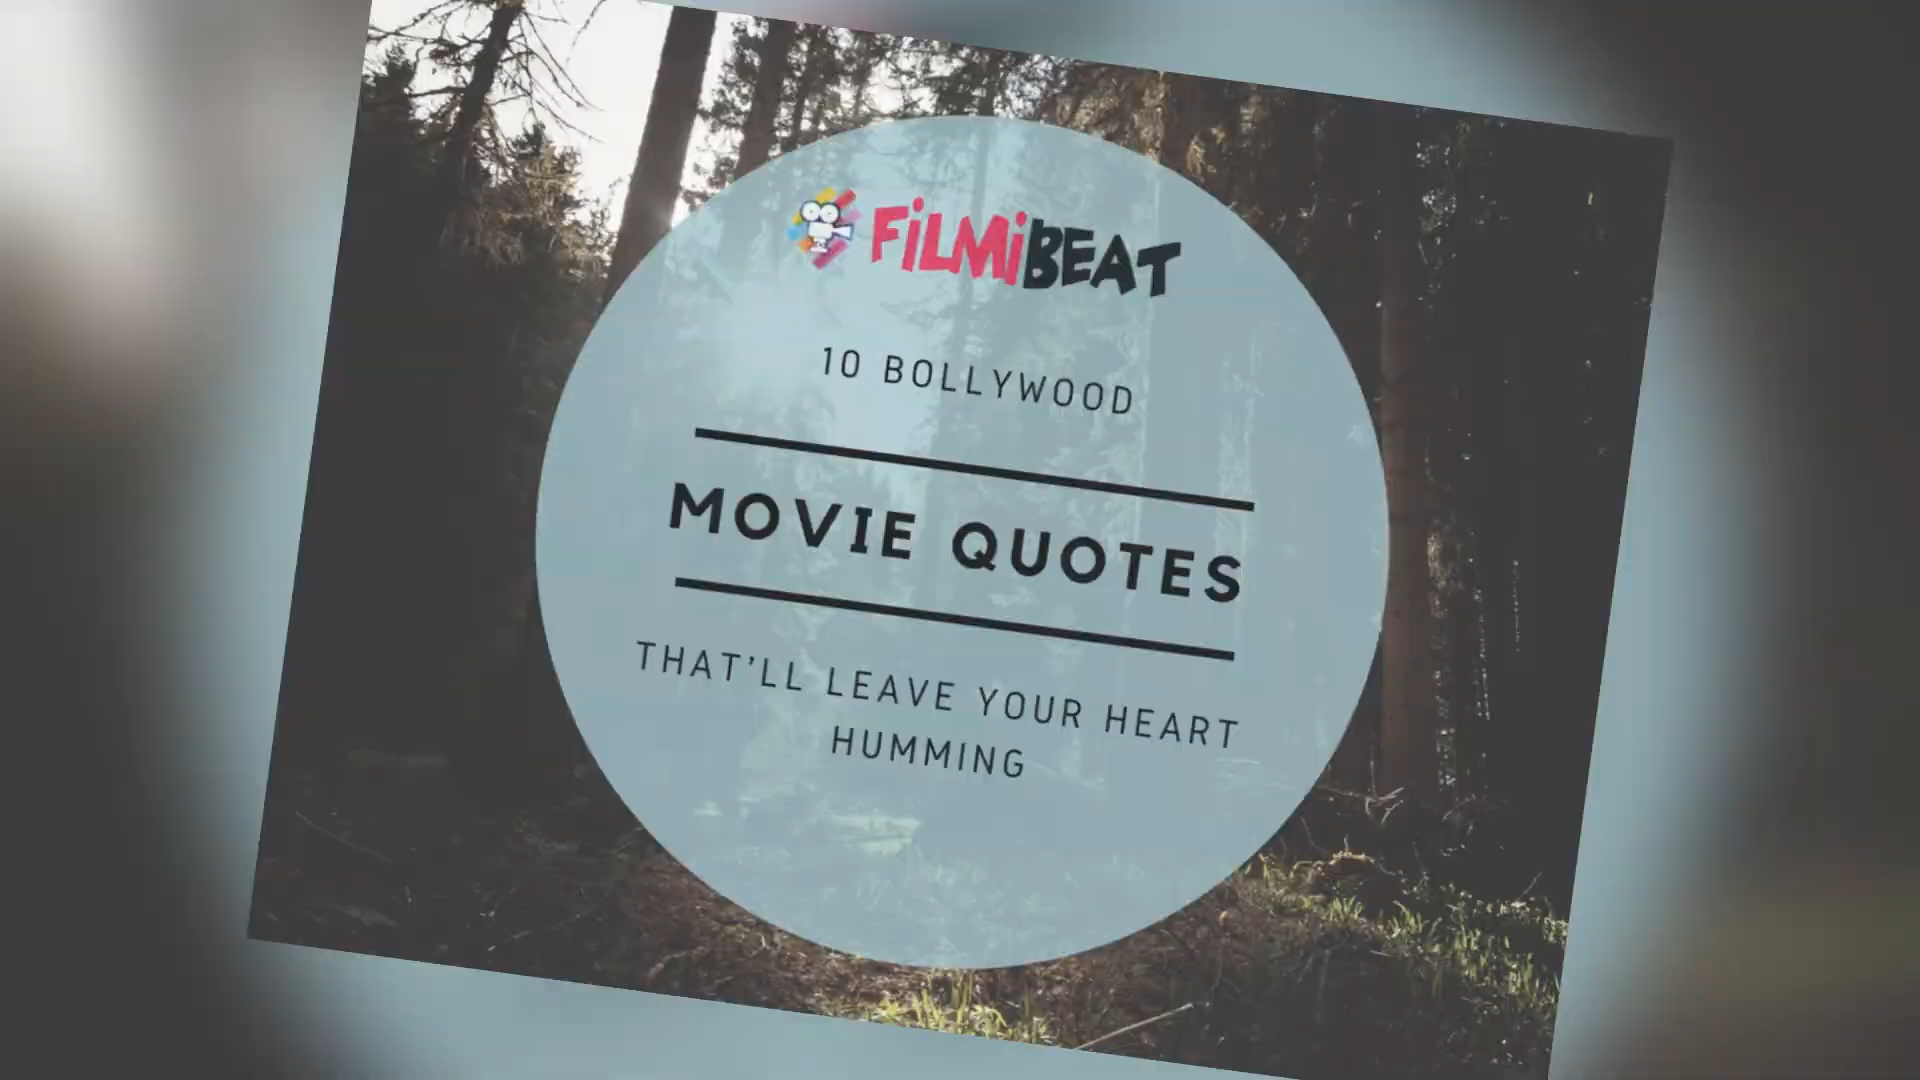 FiLMiBEAT
10 BOLLYWOOD
MOVIE QUOTES
THAT'LL LEAVE YOUR HEART
HUMMING